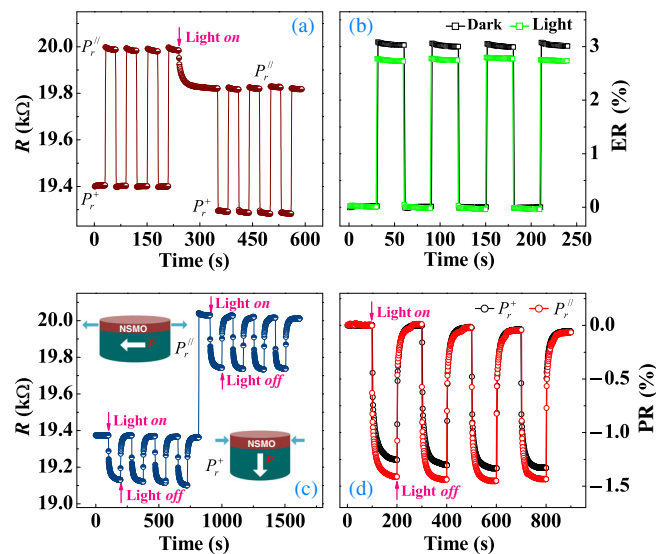 (a)
20.0
19.8
19.6
19.4
R (kΩ)
P_r^//
Light on
P_r^//
P_r^+
P_r^+
0 150 300 450 600
Time (s)
(b)
Dark Light
3
2
1
0
ER (%)
0 50 100 150 200 250
Time (s)
(c)
20.1
19.8
19.5
19.2
19.0
R (kΩ)
Light on
NSMO
P
P_r^//
Light off
Light on
NSMO
P
P_r^+
Light off
0 500 1000 1500
Time (s)
(d)
P_r^+ P_r^//
Light on
0.0
−0.5
−1.0
−1.5
PR (%)
Light off
0 200 400 600 800
Time (s)